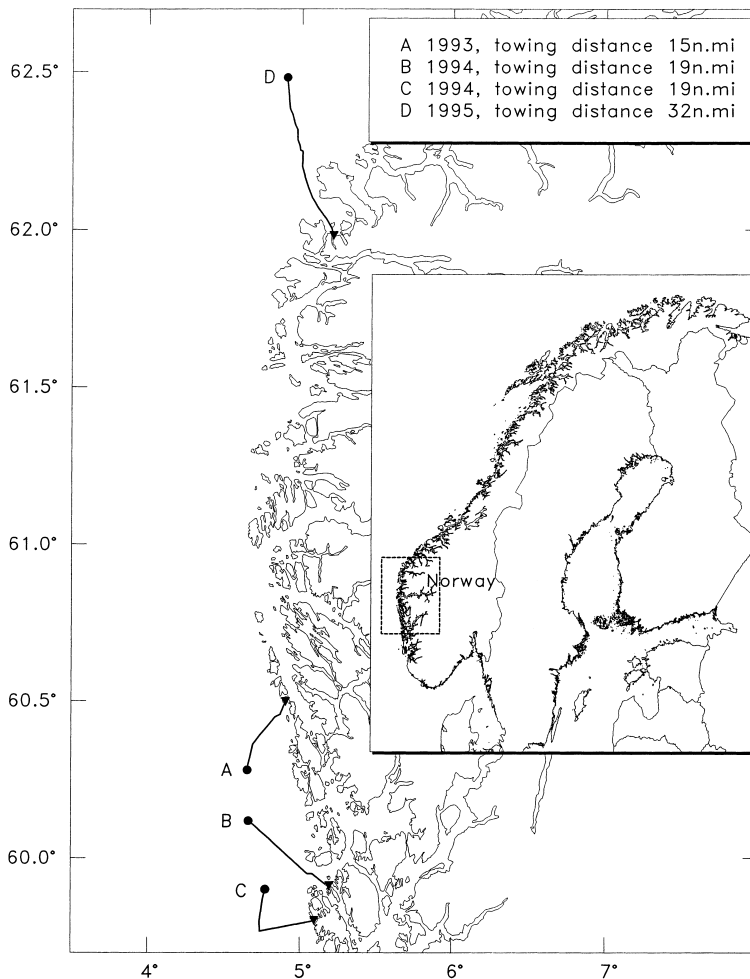 A 1993, towing distance 15n.mi
B 1994, towing distance 19n.mi
C 1994, towing distance 19n.mi
D 1995, towing distance 32n.mi
62.5°
D
62.0°
61.5°
61.0°
Norway
60.5°
A
B
60.0°
C
4°
5°
6°
7°